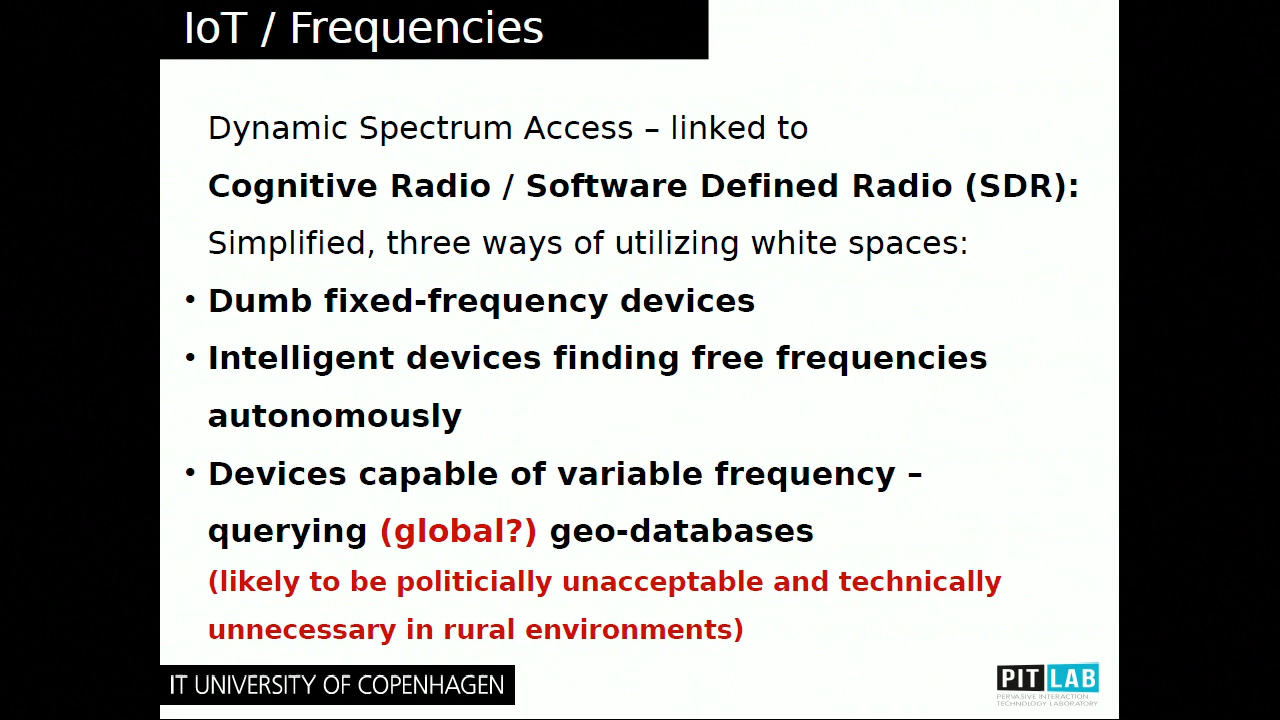 IoT / Frequencies
Dynamic Spectrum Access – linked to
Cognitive Radio / Software Defined Radio (SDR):
Simplified, three ways of utilizing white spaces:
• Dumb fixed-frequency devices
• Intelligent devices finding free frequencies
autonomously
• Devices capable of variable frequency –
querying (global?) geo-databases
(likely to be politicially unacceptable and technically
unnecessary in rural environments)
IT UNIVERSITY OF COPENHAGEN
PIT LAB
PERVASIVE INTERACTION
TECHNOLOGY LABORATORY